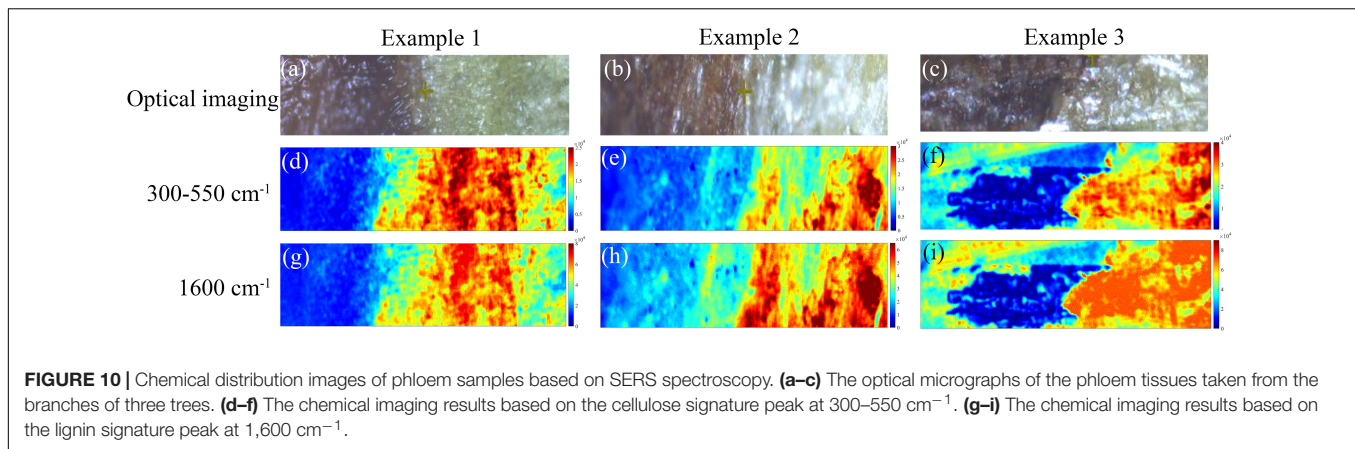 Example 1 Example 2 Example 3
Optical imaging (a) (b) (c)
300-550 cm⁻¹ (d) (e) (f)
1600 cm⁻¹ (g) (h) (i)
FIGURE 10 | Chemical distribution images of phloem samples based on SERS spectroscopy. (a–c) The optical micrographs of the phloem tissues taken from the
branches of three trees. (d–f) The chemical imaging results based on the cellulose signature peak at 300–550 cm⁻¹. (g–i) The chemical imaging results based on
the lignin signature peak at 1,600 cm⁻¹.